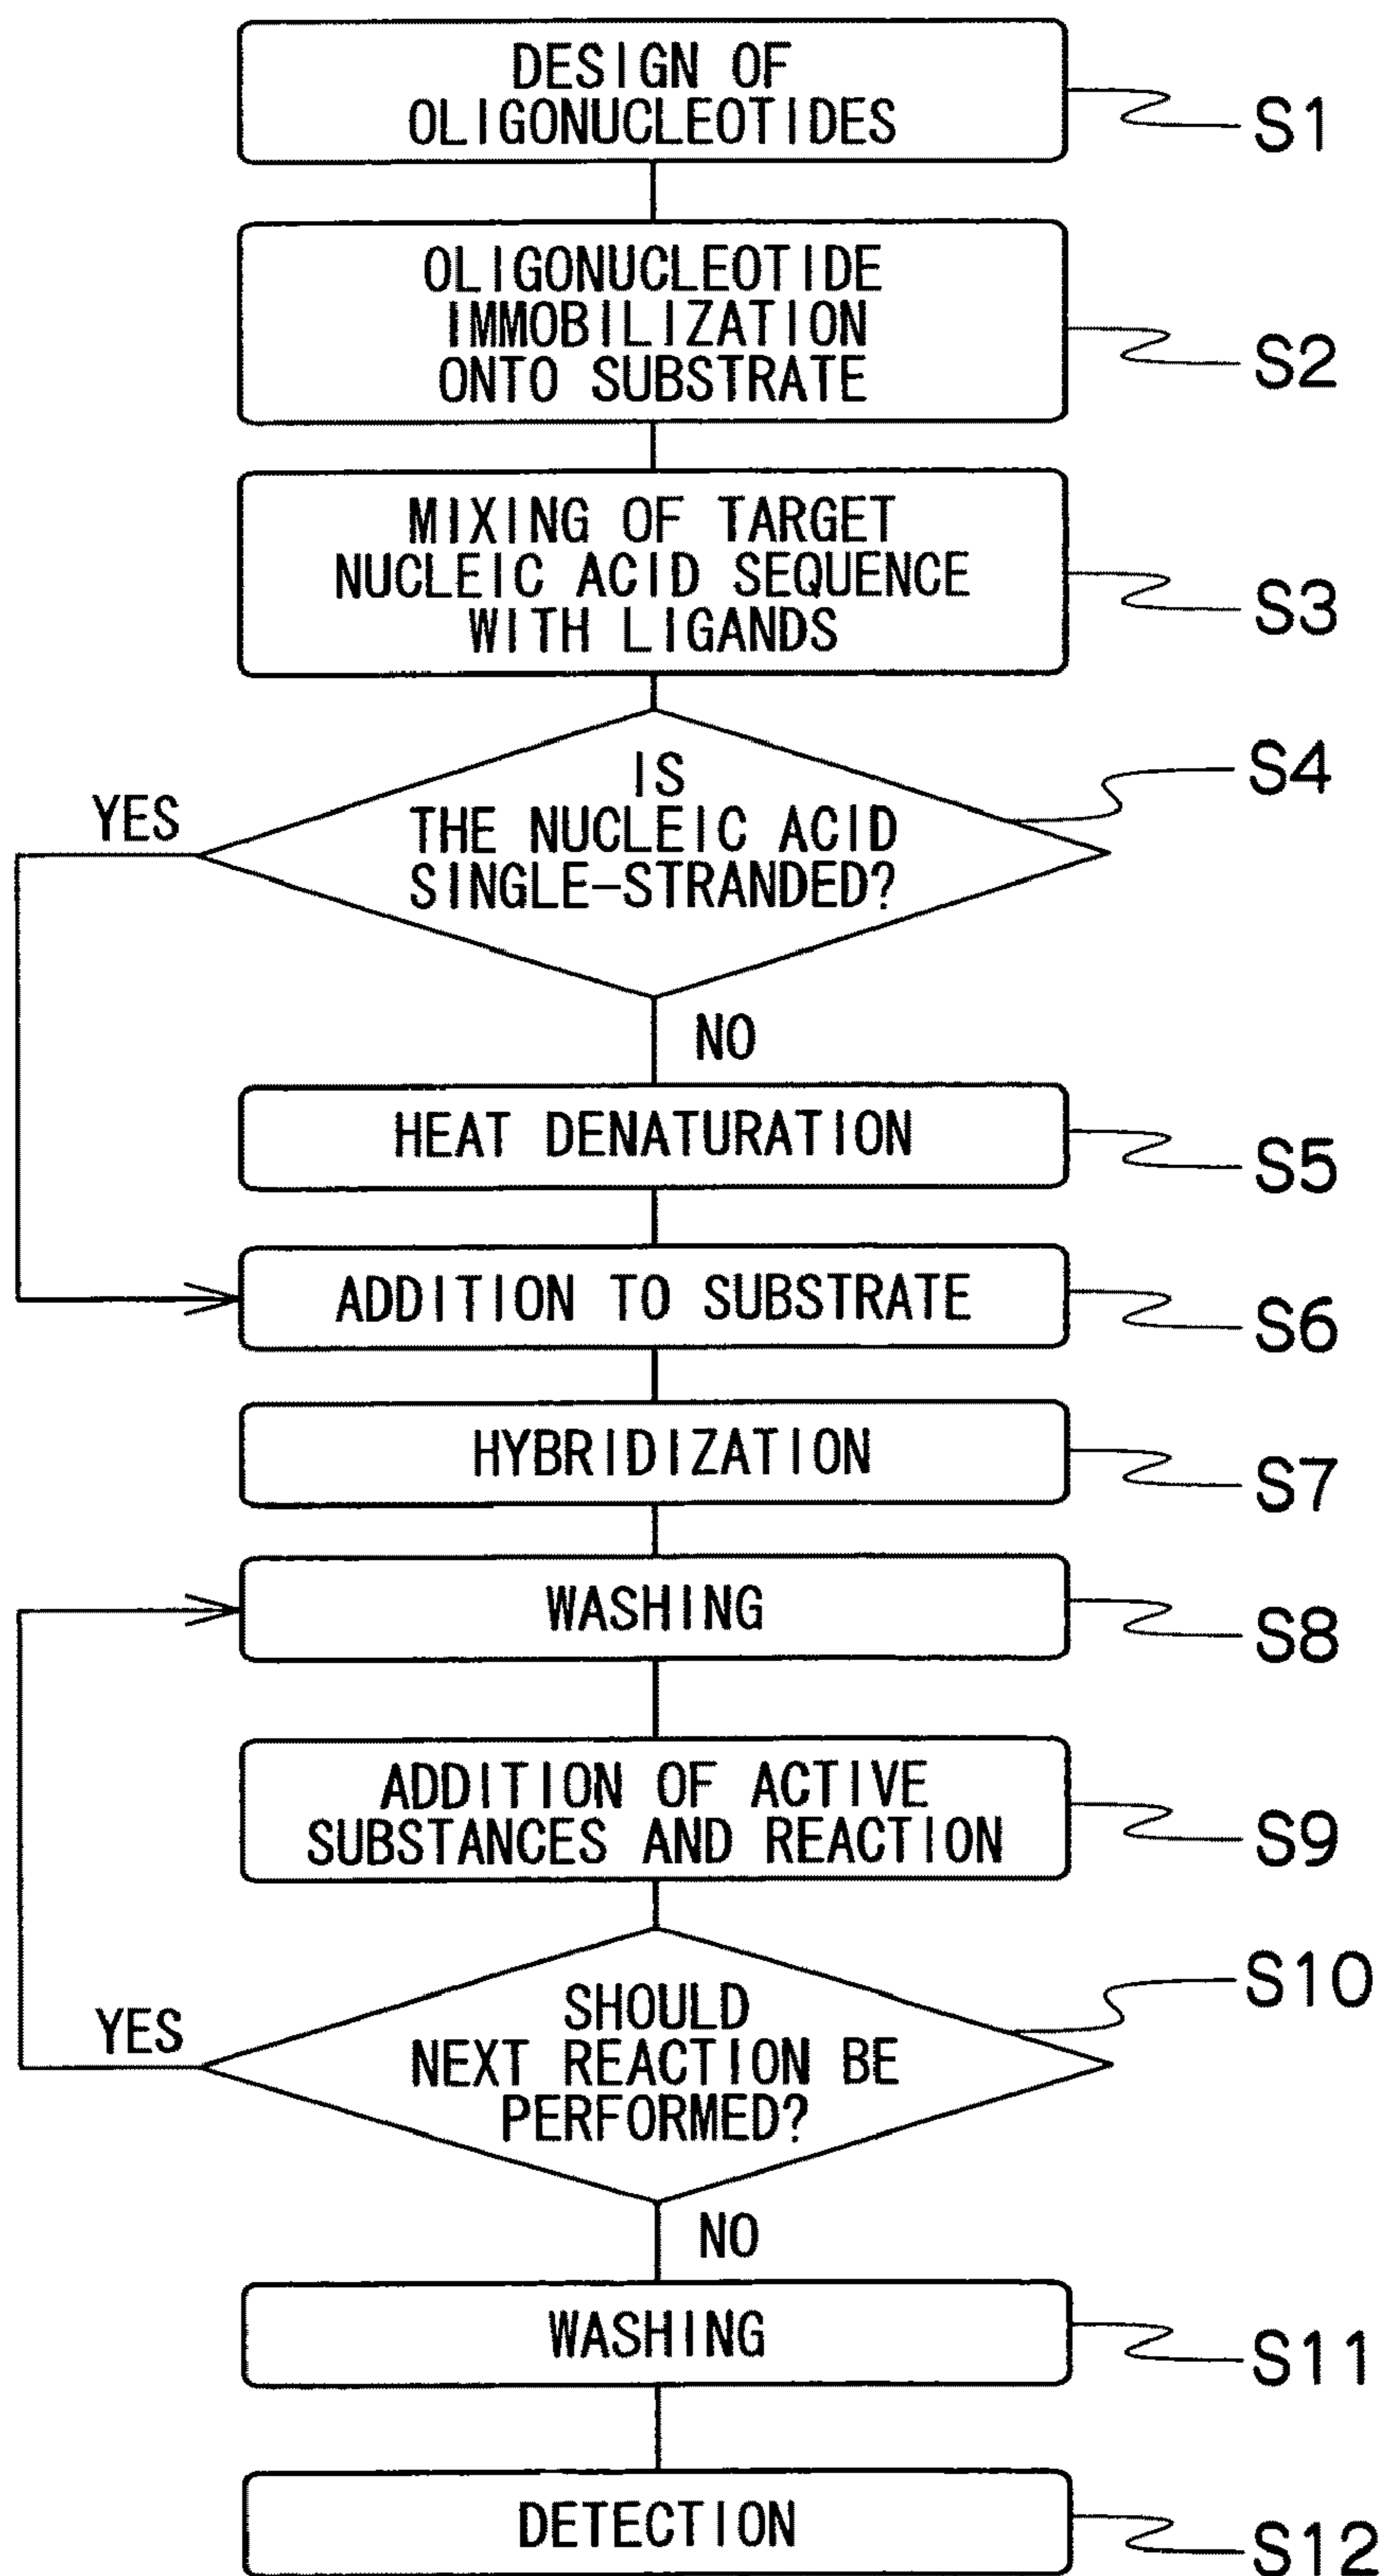 DESIGN OF
OLIGONUCLEOTIDES
S1
OLIGONUCLEOTIDE
IMMOBILIZATION
ONTO SUBSTRATE
S2
MIXING OF TARGET
NUCLEIC ACID SEQUENCE
WITH LIGANDS
S3
IS
THE NUCLEIC ACID
SINGLE-STRANDED?
S4
YES
NO
HEAT DENATURATION
S5
ADDITION TO SUBSTRATE
S6
HYBRIDIZATION
S7
WASHING
S8
ADDITION OF ACTIVE
SUBSTANCES AND REACTION
S9
SHOULD
NEXT REACTION BE
PERFORMED?
S10
YES
NO
WASHING
S11
DETECTION
S12